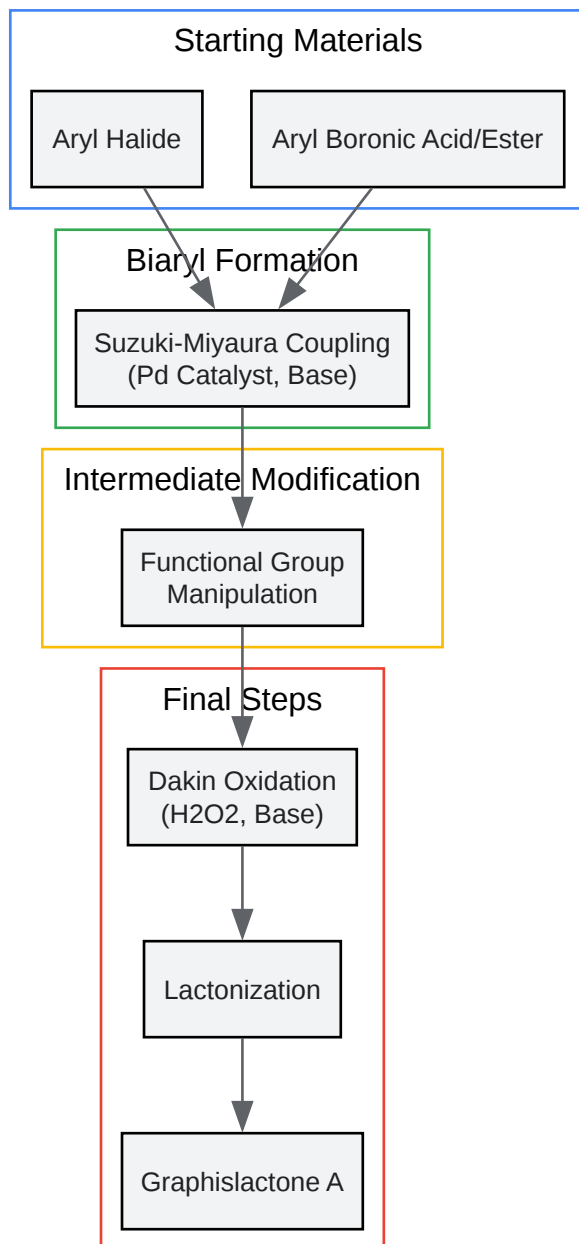 Starting Materials
Aryl Halide
Aryl Boronic Acid/Ester
Biaryl Formation
Suzuki-Miyaura Coupling
(Pd Catalyst, Base)
Intermediate Modification
Functional Group
Manipulation
Final Steps
Dakin Oxidation
(H2O2, Base)
Lactonization
Graphislactone A